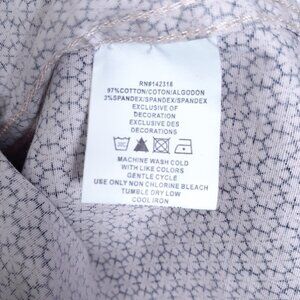 RN#142318
97%COTTON/COTON/ALGODON
3%SPANDEX/SPANDEX/SPANDEX
EXCLUSIVE OF
DECORATION
EXCLUSIVE DES
DECORATIONS
MACHINE WASH COLD
WITH LIKE COLORS
GENTLE CYCLE
USE ONLY NON CHLORINE BLEACH
TUMBLE DRY LOW
COOL IRON